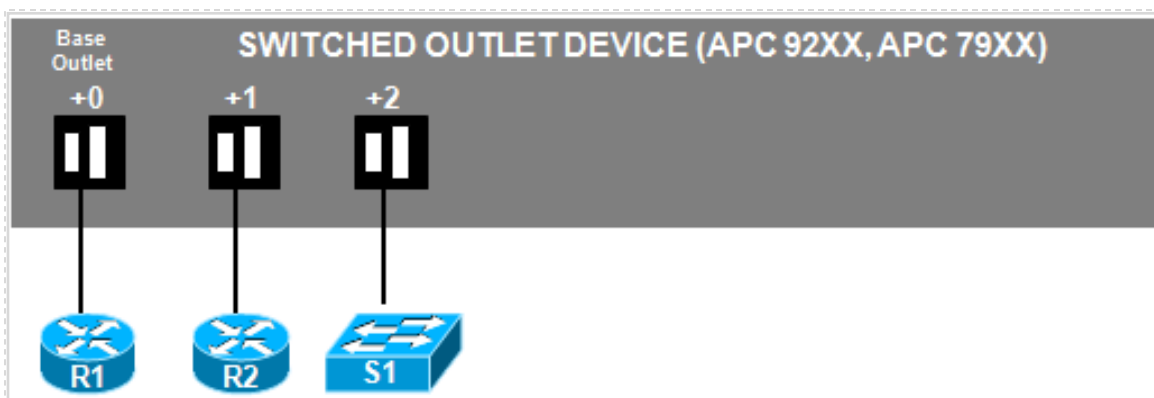 Base
Outlet
SWITCHED OUTLET DEVICE (APC 92XX, APC 79XX)
+0
+1
+2
R1
R2
S1